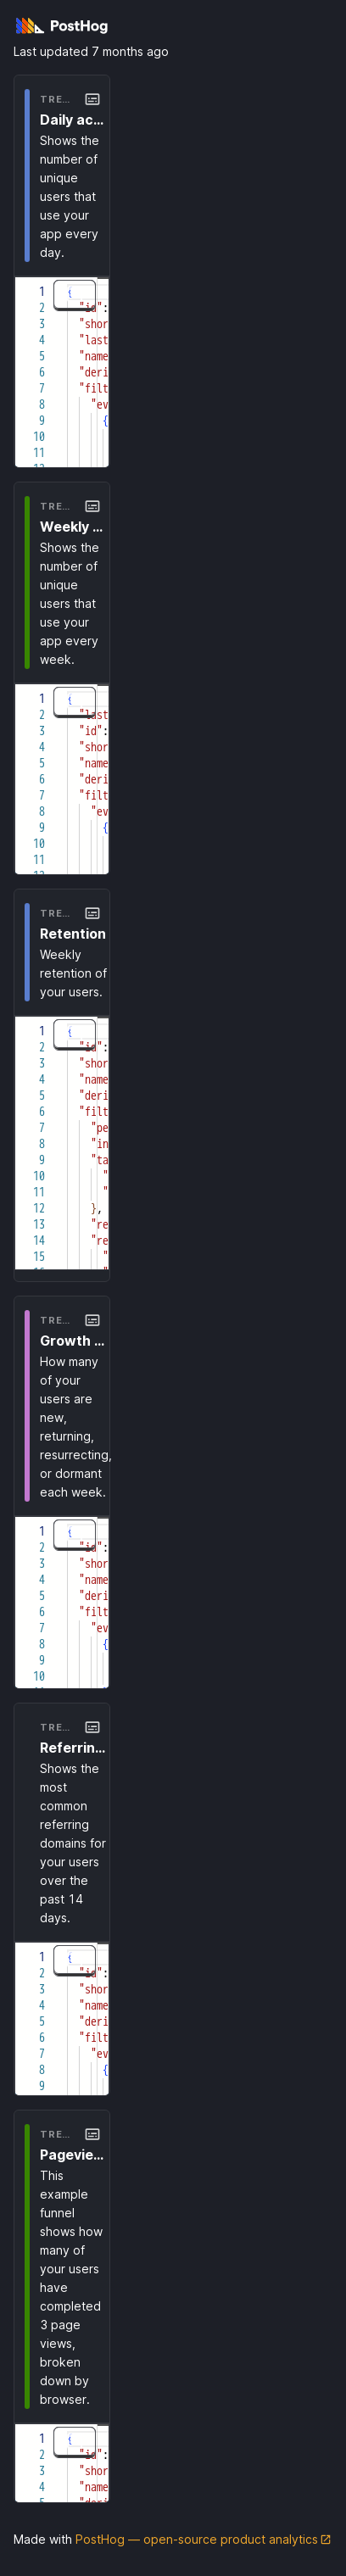 PostHog
Last updated 7 months ago
TRE...
Daily ac...
Shows the
number of
unique
users that
use your
app every
day.
1 {
2 "id":
3 "shor
4 "last
5 "name
6 "deri
7 "filt
8 "ev
9 {
10
11
TRE...
Weekly ...
Shows the
number of
unique
users that
use your
app every
week.
1 {
2 "last
3 "id":
4 "shor
5 "name
6 "deri
7 "filt
8 "ev
9 {
10
11
12
TRE...
Retention
Weekly
retention of
your users.
1 {
2 "id":
3 "shor
4 "name
5 "deri
6 "filt
7 "pe
8 "in
9 "ta
10 "
11 "
12 },
13 "re
14 "re
15 "
16 "
TRE...
Growth ...
How many
of your
users are
new,
returning,
resurrecting,
or dormant
each week.
1 {
2 "id":
3 "shor
4 "name
5 "deri
6 "filt
7 "ev
8 {
9
10
TRE...
Referrin...
Shows the
most
common
referring
domains for
your users
over the
past 14
days.
1 {
2 "id":
3 "shor
4 "name
5 "deri
6 "filt
7 "ev
8 {
9
TRE...
Pagevie...
This
example
funnel
shows how
many of
your users
have
completed
3 page
views,
broken
down by
browser.
1 {
2 "id":
3 "shor
4 "name
5 "deri
Made with PostHog — open-source product analytics